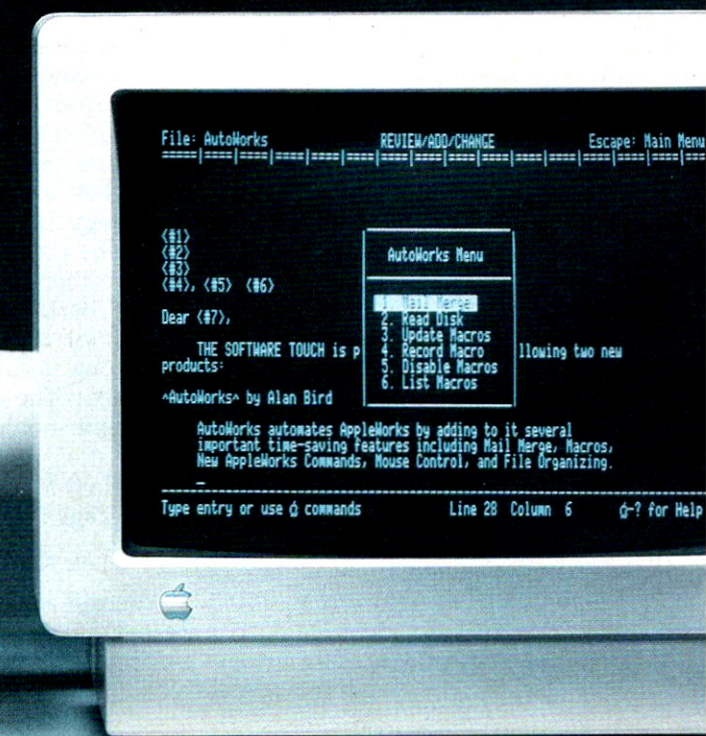 File: AutoWorks REVIEW/ADD/CHANGE Escape: Main Menu
=====|====|====|====|====|====|====|====|====|====|====|====|====|===
<#1>
<#2>
<#3>
<#4>, <#5> <#6>
Dear <#7>,
THE SOFTWARE TOUCH is p llowing two new
products:
^AutoWorks^ by Alan Bird
AutoWorks Menu
1. Mail Merge
2. Read Disk
3. Update Macros
4. Record Macro
5. Disable Macros
6. List Macros
AutoWorks automates AppleWorks by adding to it several
important time-saving features including Mail Merge, Macros,
New AppleWorks Commands, Mouse Control, and File Organizing.
Type entry or use commands Line 28 Column 6 -? for Help